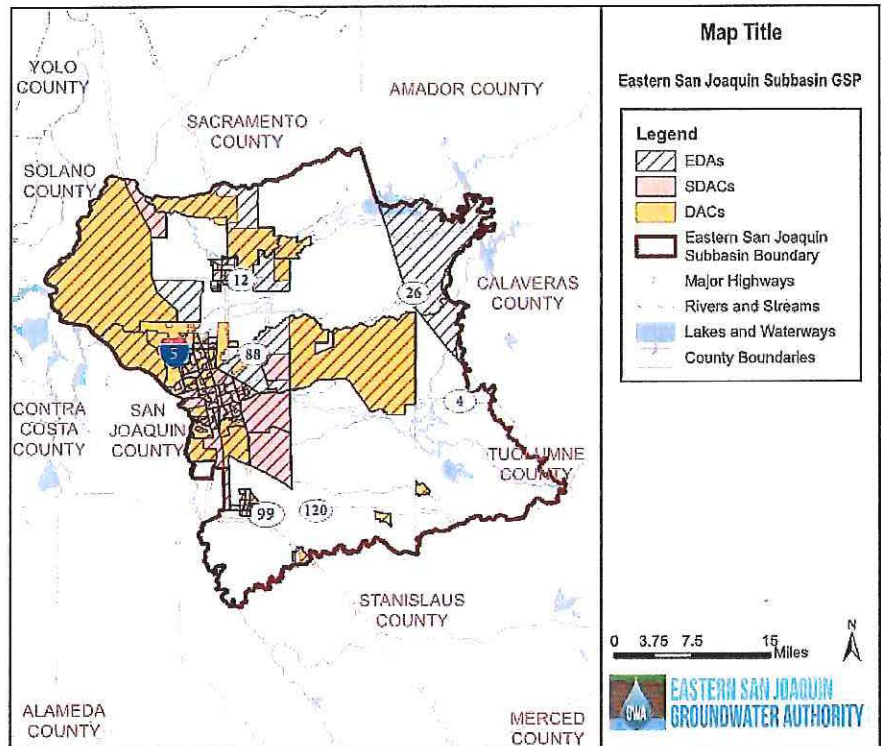 Map Title
Eastern San Joaquin Subbasin GSP
Legend
EDAs
SDACs
DACs
Eastern San Joaquin
Subbasin Boundary
Major Highways
Rivers and Streams
Lakes and Waterways
County Boundaries
YOLO
COUNTY
AMADOR COUNTY
SACRAMENTO
COUNTY
SOLANO
COUNTY
12
26
CALAVERAS
COUNTY
5
88
4
CONTRA
COSTA
COUNTY
SAN
JOAQUIN
COUNTY
TUOLUMNE
COUNTY
99
120
STANISLAUS
COUNTY
ALAMEDA
COUNTY
MERCED
COUNTY
N
0 3.75 7.5 15
Miles
GWA
EASTERN SAN JOAQUIN
GROUNDWATER AUTHORITY